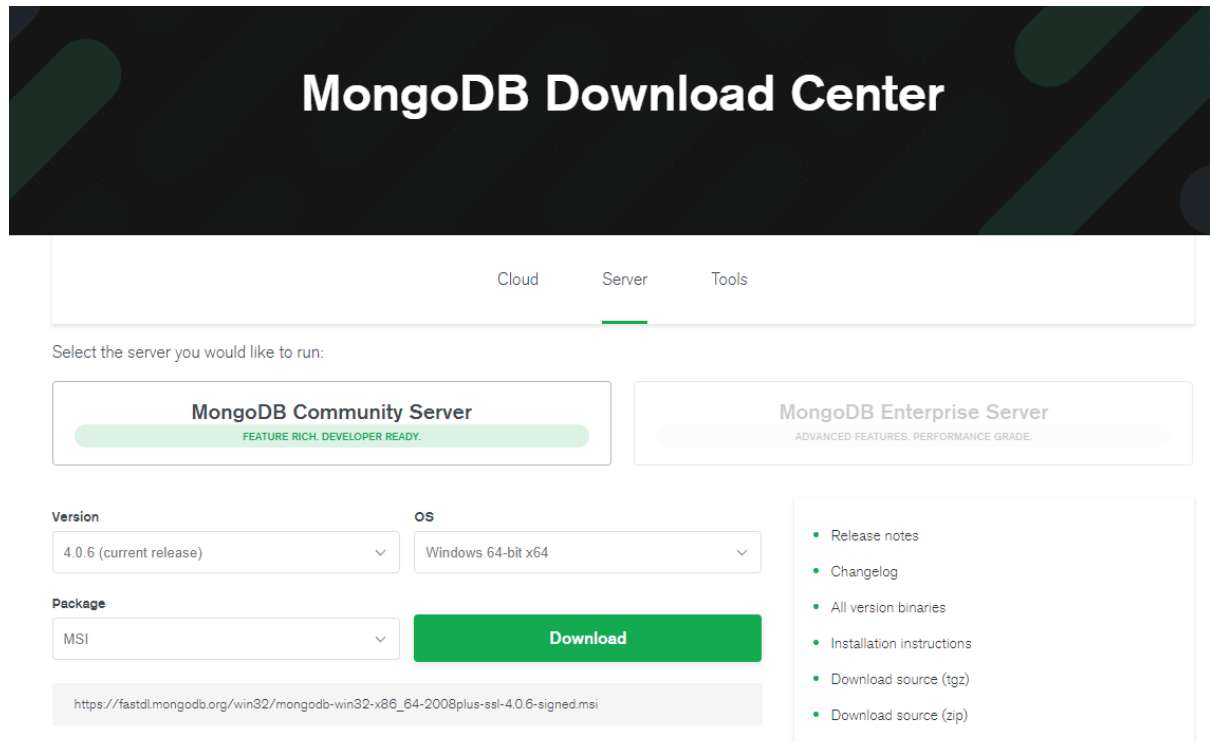 MongoDB Download Center
Cloud Server Tools
Select the server you would like to run:
MongoDB Community Server
FEATURE RICH. DEVELOPER READY.
MongoDB Enterprise Server
ADVANCED FEATURES. PERFORMANCE GRADE.
Version
4.0.6 (current release)
OS
Windows 64-bit x64
Package
MSI
Download
https://fastdl.mongodb.org/win32/mongodb-win32-x86_64-2008plus-ssl-4.0.6-signed.msi
Release notes
Changelog
All version binaries
Installation instructions
Download source (tgz)
Download source (zip)